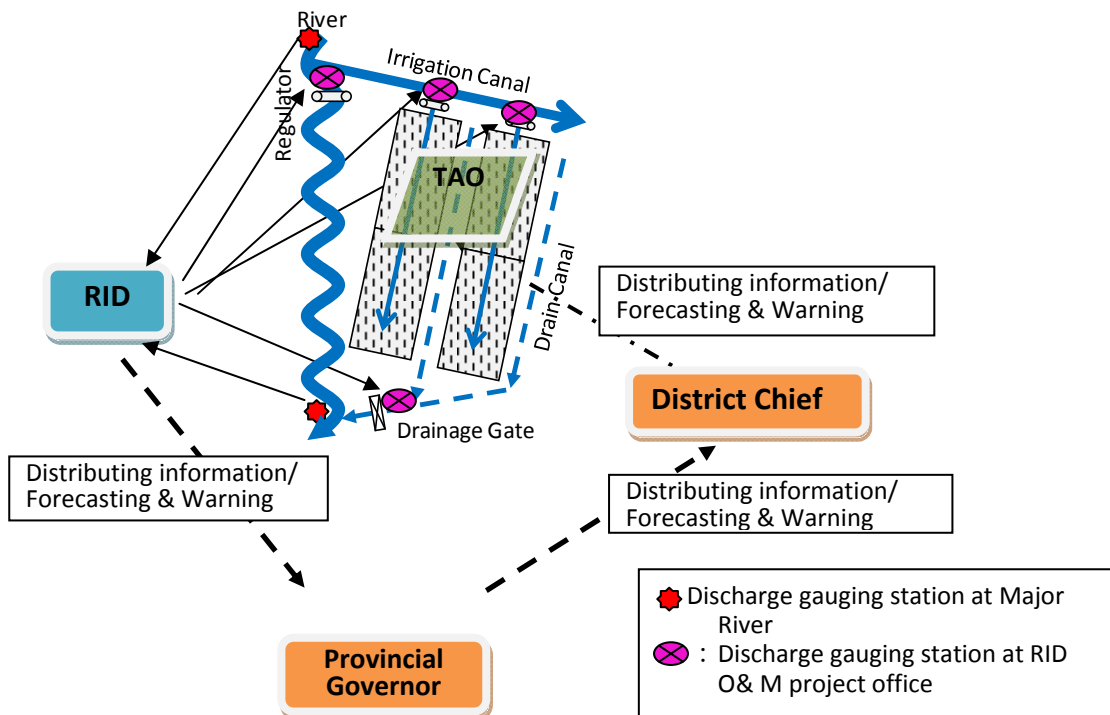 River
Irrigation Canal
Regulator
TAO
RID
Drain Canal
Distributing information/
Forecasting & Warning
District Chief
Drainage Gate
Distributing information/
Forecasting & Warning
Distributing information/
Forecasting & Warning
Provincial
Governor
Discharge gauging station at Major
River
: Discharge gauging station at RID
O& M project office